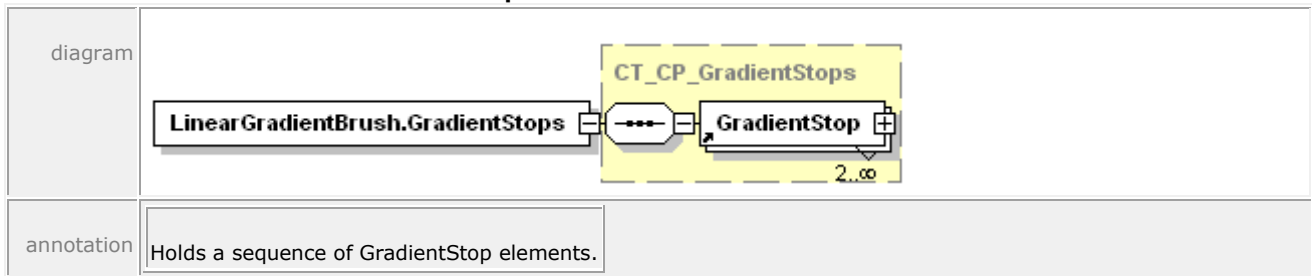 diagram
CT_CP_GradientStops
LinearGradientBrush.GradientStops
GradientStop
2..∞
annotation
Holds a sequence of GradientStop elements.